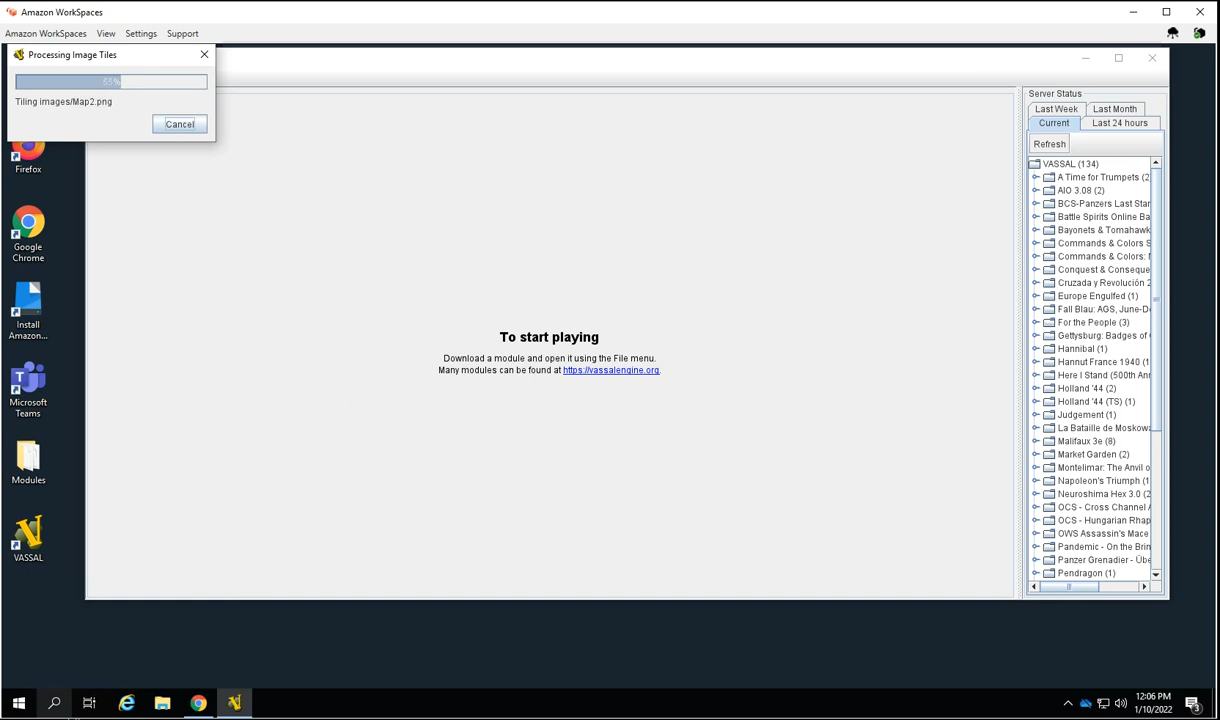 Amazon WorkSpaces
Amazon WorkSpaces View Settings Support
Processing Image Tiles
55%
Tiling images/Map2.png
Cancel
Firefox
Google
Chrome
Install
Amazon...
Microsoft
Teams
Modules
VASSAL
To start playing
Download a module and open it using the File menu.
Many modules can be found at https://vassalengine.org.
Server Status
Last Week Last Month
Current Last 24 hours
Refresh
VASSAL (134)
A Time for Trumpets (2
AIO 3.08 (2)
BCS-Panzers Last Star
Battle Spirits Online Ba
Bayonets & Tomahawk
Commands & Colors S
Commands & Colors:
Conquest & Conseque
Cruzada y Revolución 2
Europe Engulfed (1)
Fall Blau: AGS, June-De
For the People (3)
Gettysburg: Badges of
Hannibal (1)
Hannut France 1940 (1
Here I Stand (500th Ann
Holland '44 (2)
Holland '44 (TS) (1)
Judgement (1)
La Bataille de Moskowa
Malifaux 3e (8)
Market Garden (2)
Montelimar: The Anvil o
Napoleon's Triumph (1
Neuroshima Hex 3.0 (2
OCS - Cross Channel A
OCS - Hungarian Rhap
OWS Assassin's Mace
Pandemic - On the Brin
Panzer Grenadier - Übe
Pendragon (1)
12:06 PM
1/10/2022
3